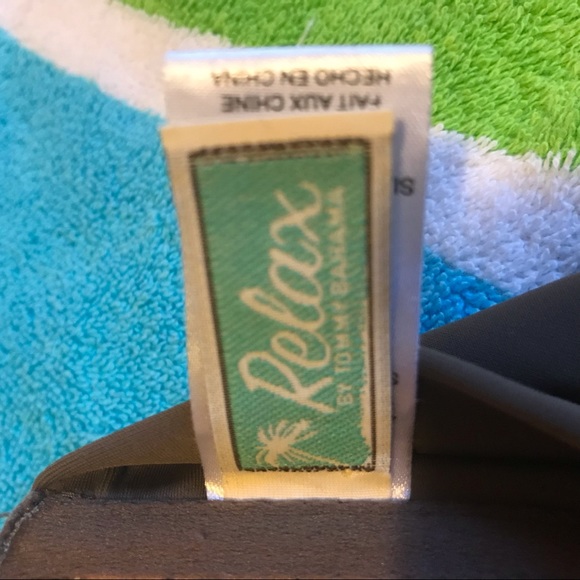 Relax
BY TOMMY BAHAMA
FAIT AUX CHINE
HECHO EN CHINA